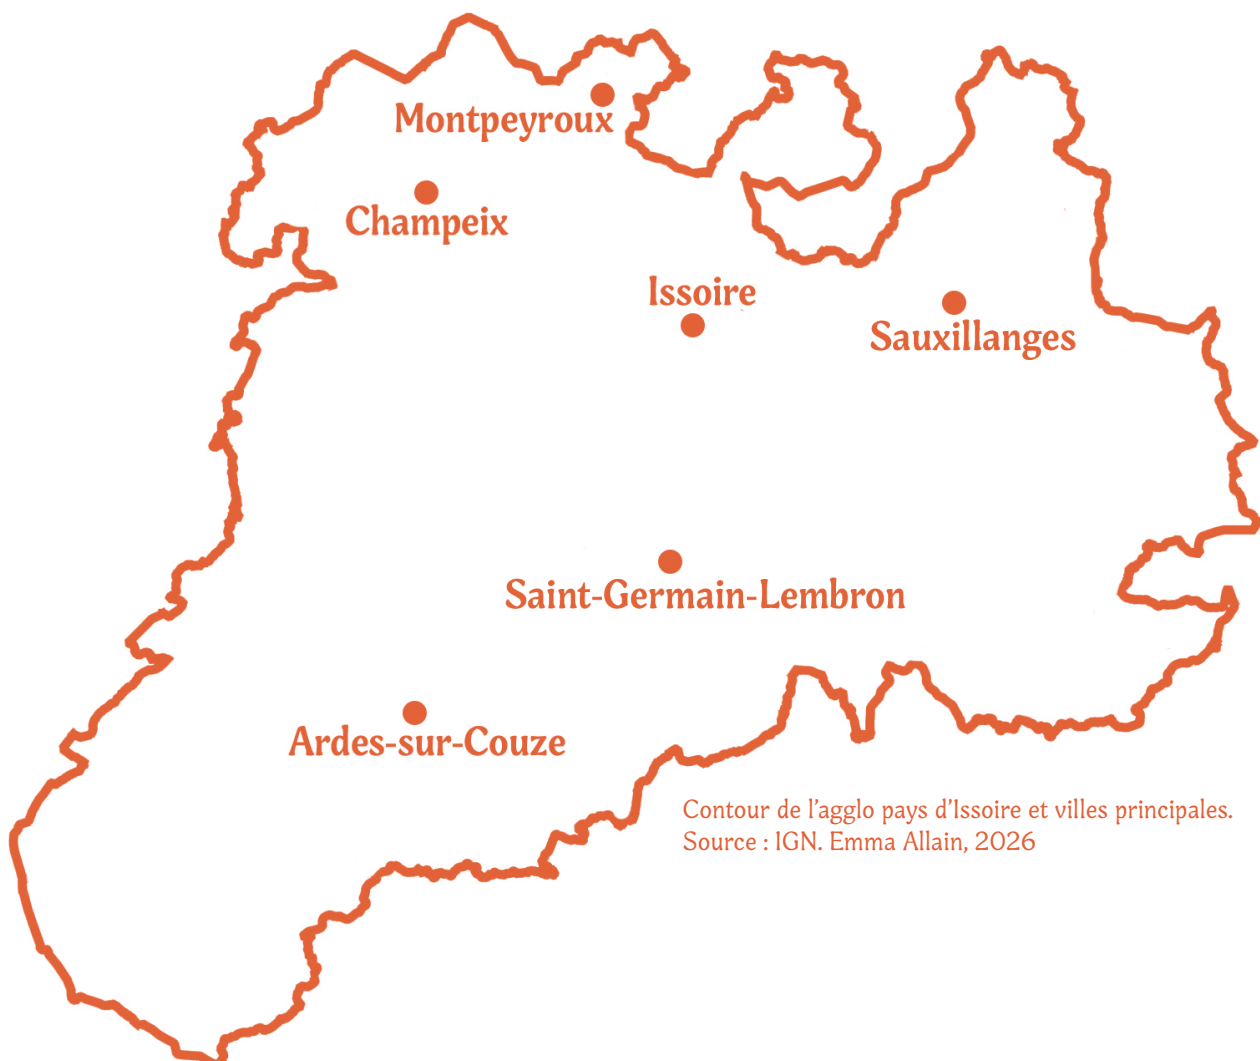 Montpeyroux
Champeix
Issoire
Sauxillanges
Saint-Germain-Lembron
Ardes-sur-Couze
Contour de l'agglo pays d'Issoire et villes principales.
Source : IGN. Emma Allain, 2026